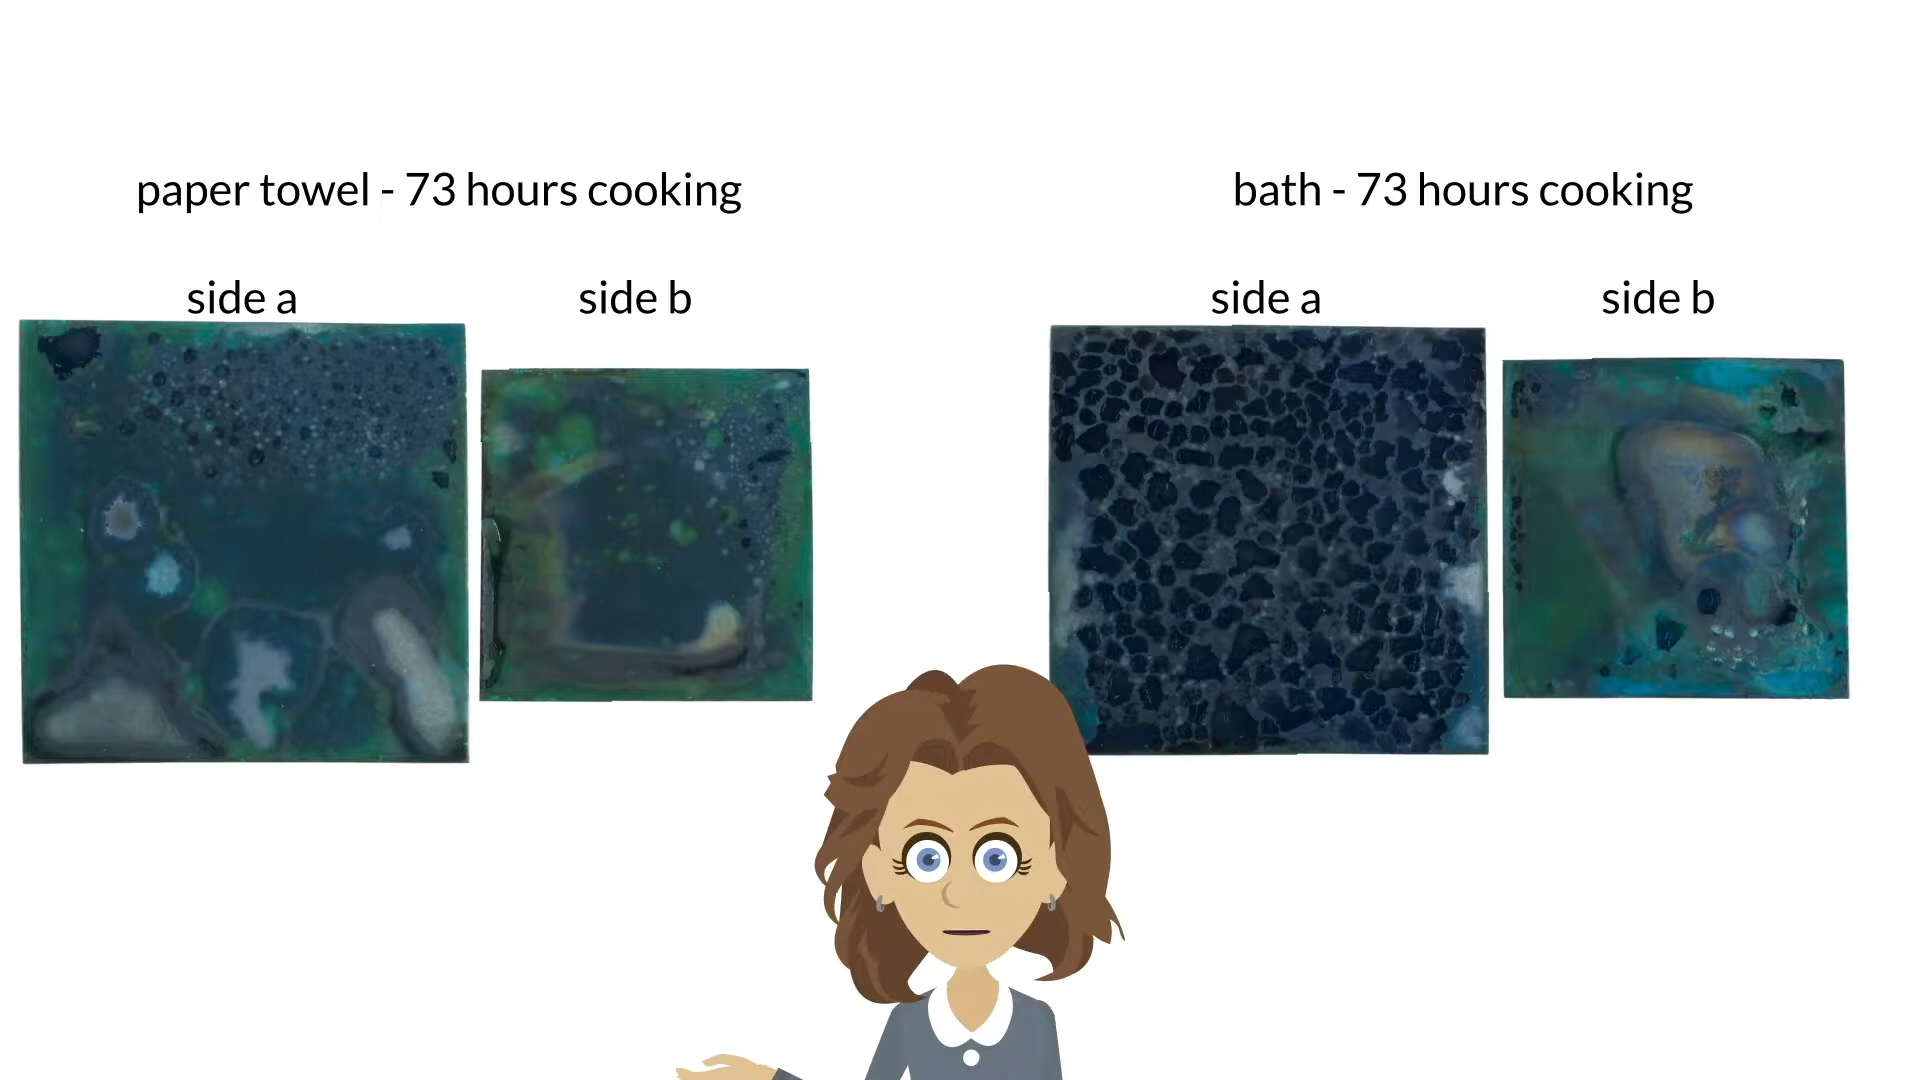 paper towel - 73 hours cooking
bath - 73 hours cooking
side a
side b
side a
side b